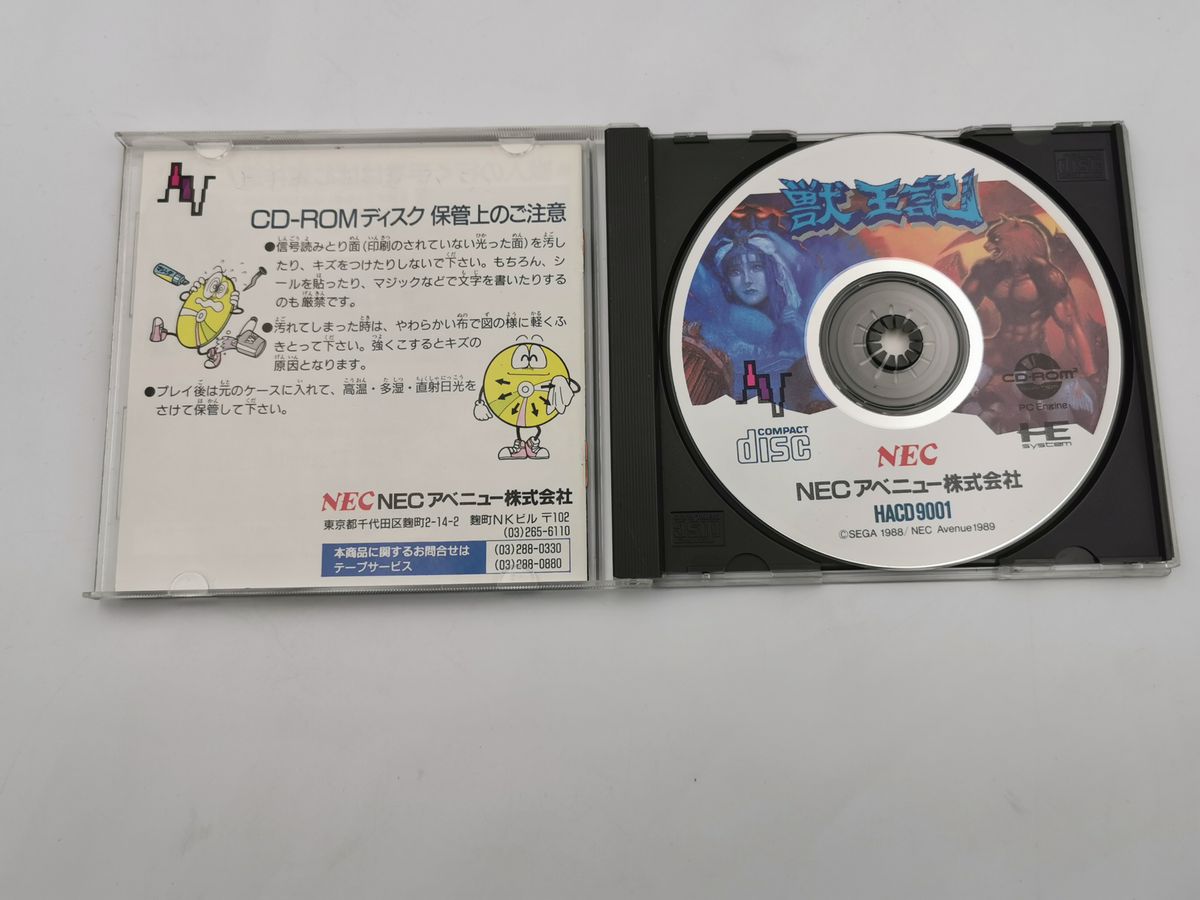 CD-ROMディスク 保管上のご注意
●信号読みとり面(印刷のされていない光った面)を汚し
たり、キズをつけたりしないで下さい。もちろん、シ
ールを貼ったり、マジックなどで文字を書いたりする
のも厳禁です。
●汚れてしまった時は、やわらかい布で図の様に軽くふ
きとって下さい。強くこするとキズの
原因となります。
●プレイ後は元のケースに入れて、高温・多湿・直射日光を
さけて保管して下さい。
NEC NECアベニュー株式会社
東京都千代田区麹町2-14-2 麹町NKビル 〒102
(03)265-6110
本商品に関するお問合せは
テープサービス
(03)288-0330
(03)288-0880
獣王記
CD-ROM²
PC Engine
HE
system
COMPACT
disc
NEC
NECアベニュー株式会社
HACD9001
©SEGA 1988/NEC Avenue1989